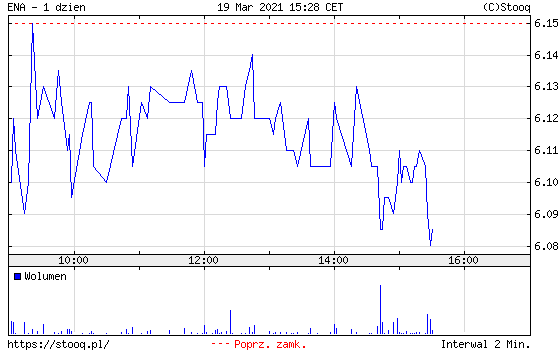 ENA - 1 dzien 19 Mar 2021 15:28 CET (C)Stooq
6.15
6.14
6.13
6.12
6.11
6.10
6.09
6.08
10:00 12:00 14:00 16:00
Wolumen
https://stooq.pl/ --- Poprz. zamk. Interwal 2 Min.